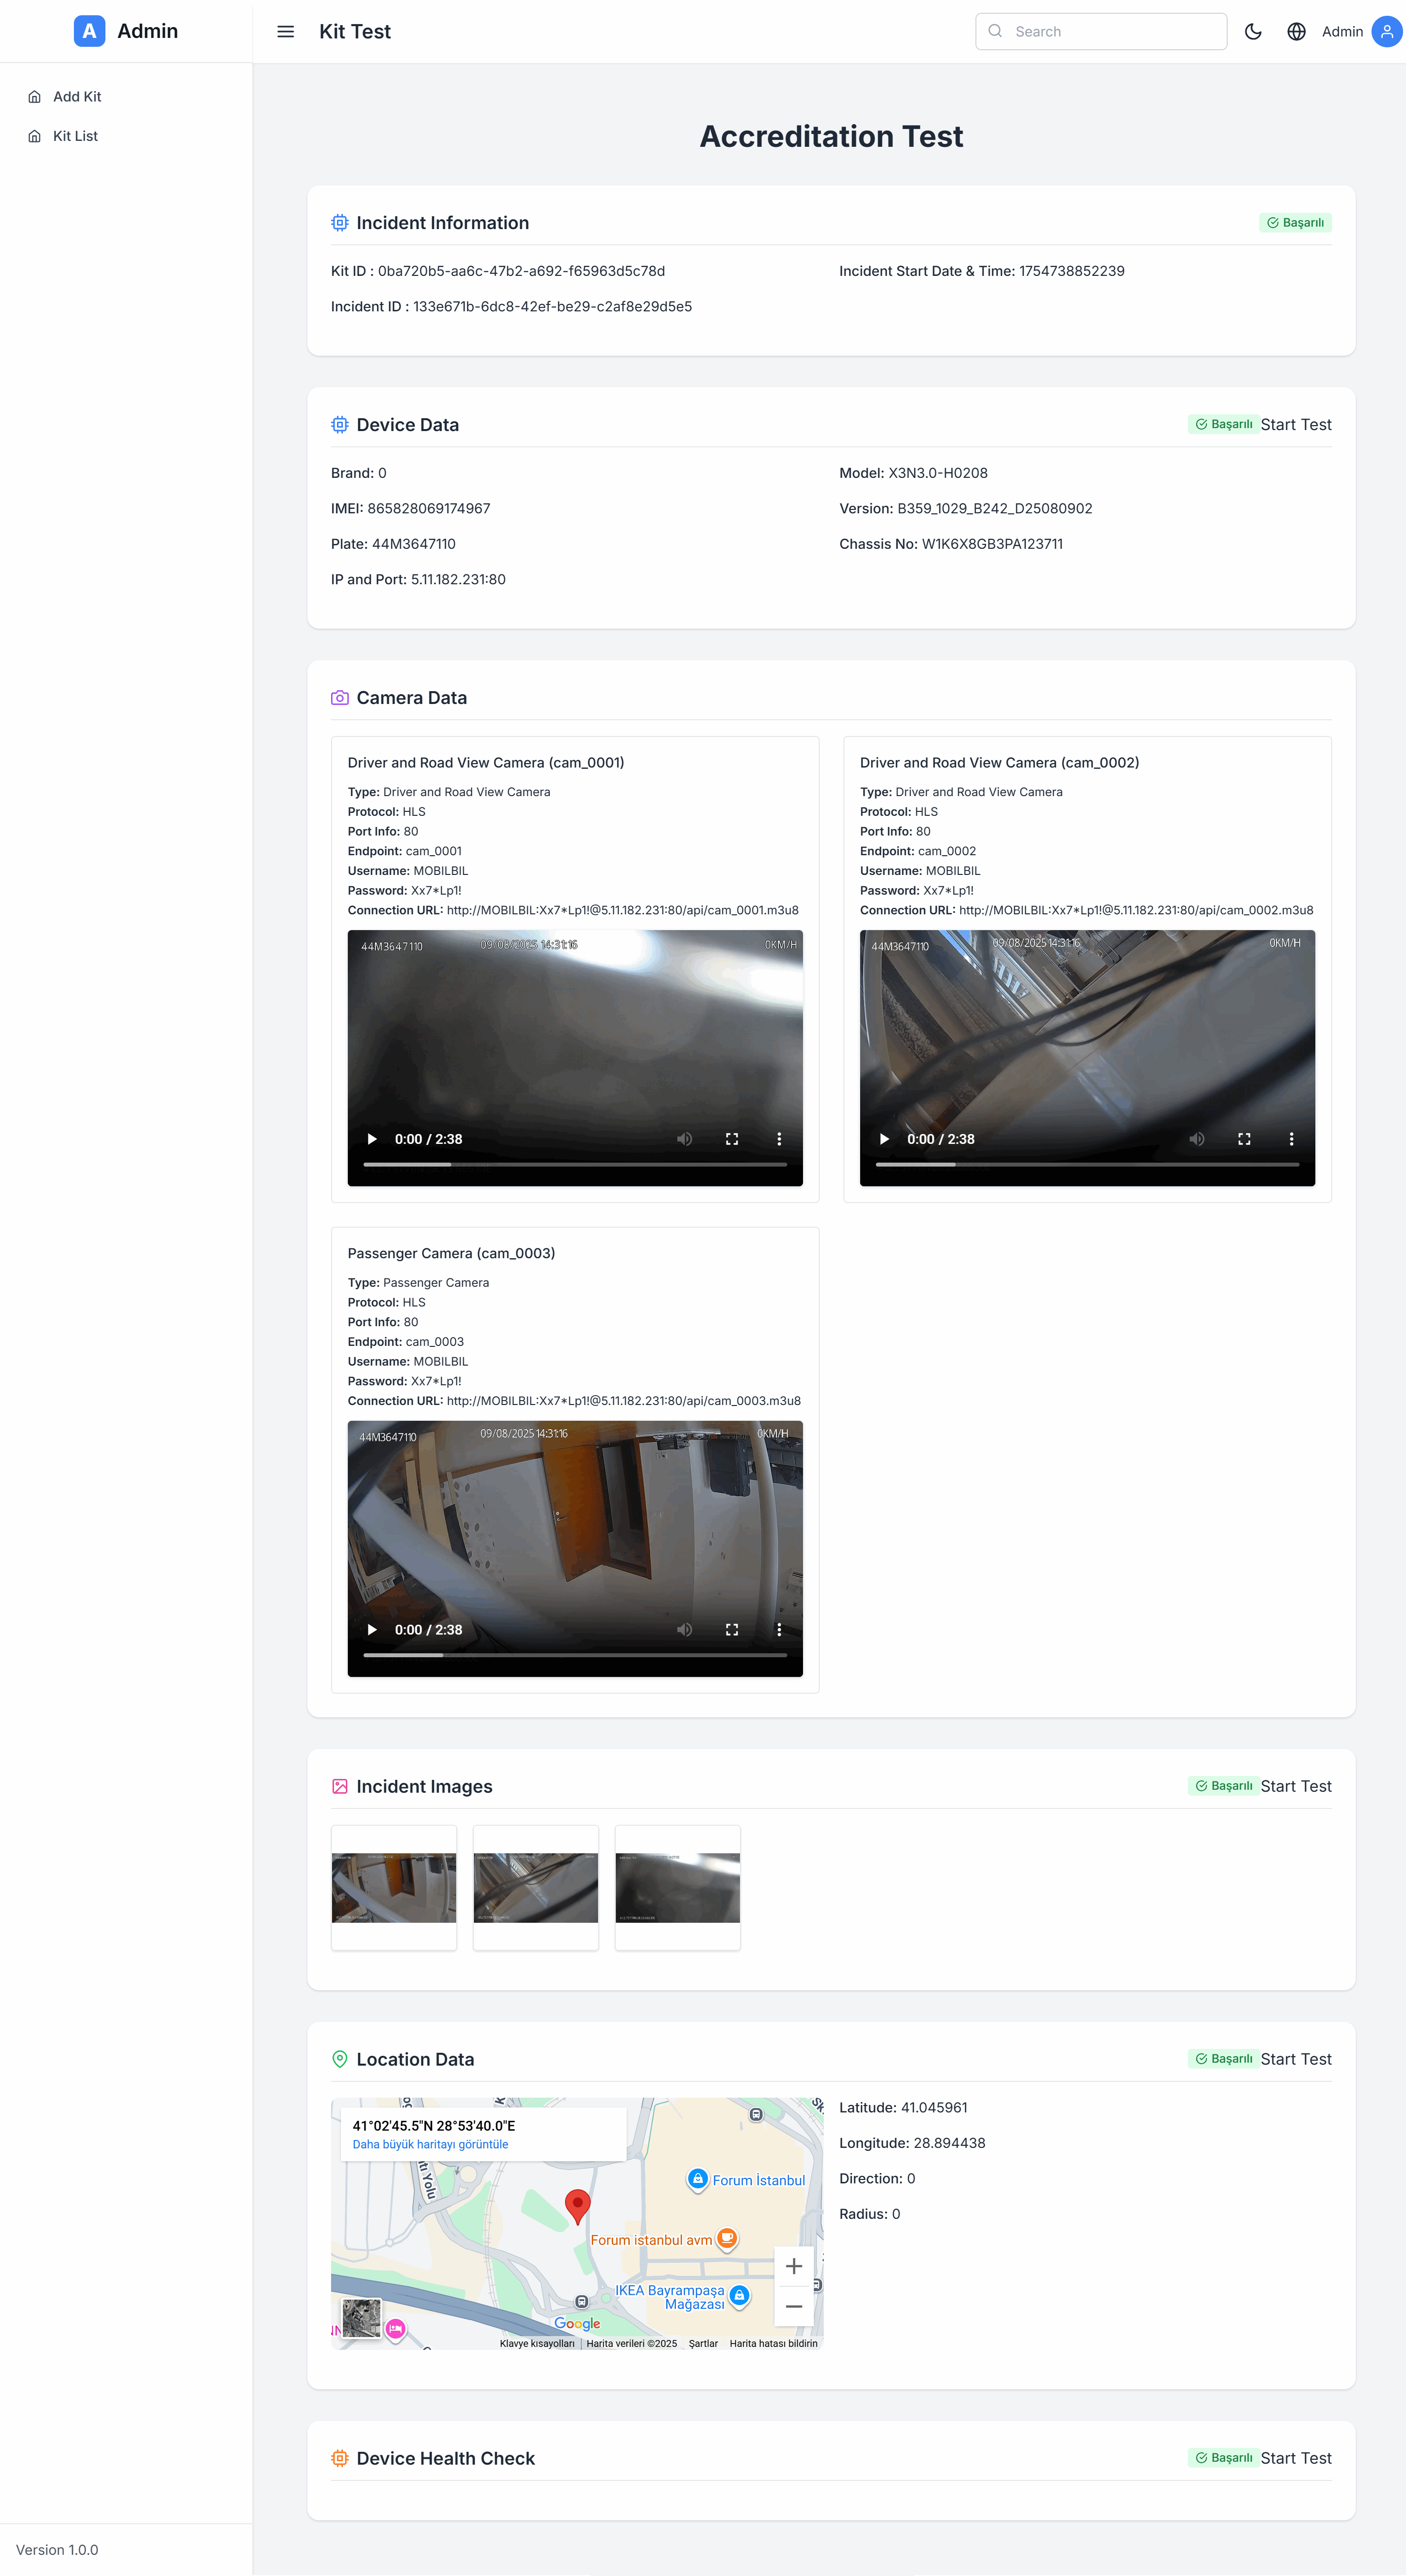 A Admin
Kit Test
Search
Admin
Add Kit
Kit List
Accreditation Test
Incident Information
Başarılı
Kit ID : 0ba720b5-aa6c-47b2-a692-f65963d5c78d
Incident Start Date & Time: 1754738852239
Incident ID : 133e671b-6dc8-42ef-be29-c2af8e29d5e5
Device Data
Başarılı Start Test
Brand: 0
Model: X3N3.0-H0208
IMEI: 865828069174967
Version: B359_1029_B242_D25080902
Plate: 44M3647110
Chassis No: W1K6X8GB3PA123711
IP and Port: 5.11.182.231:80
Camera Data
Driver and Road View Camera (cam_0001)
Type: Driver and Road View Camera
Protocol: HLS
Port Info: 80
Endpoint: cam_0001
Username: MOBILBIL
Password: Xx7*Lp1!
Connection URL: http://MOBILBIL:Xx7*Lp1!@5.11.182.231:80/api/cam_0001.m3u8
44M3647110 09/08/2025 14:31:16 0KM/H
0:00 / 2:38
Driver and Road View Camera (cam_0002)
Type: Driver and Road View Camera
Protocol: HLS
Port Info: 80
Endpoint: cam_0002
Username: MOBILBIL
Password: Xx7*Lp1!
Connection URL: http://MOBILBIL:Xx7*Lp1!@5.11.182.231:80/api/cam_0002.m3u8
44M3647110 09/08/2025 14:31:16 0KM/H
0:00 / 2:38
Passenger Camera (cam_0003)
Type: Passenger Camera
Protocol: HLS
Port Info: 80
Endpoint: cam_0003
Username: MOBILBIL
Password: Xx7*Lp1!
Connection URL: http://MOBILBIL:Xx7*Lp1!@5.11.182.231:80/api/cam_0003.m3u8
44M3647110 09/08/2025 14:31:16 0KM/H
0:00 / 2:38
Incident Images
Başarılı Start Test
Location Data
Başarılı Start Test
41°02'45.5"N 28°53'40.0"E
Daha büyük haritayı görüntüle
Forum İstanbul
Forum istanbul avm
IKEA Bayrampaşa
Mağazası
Google
Klavye kısayolları
Harita verileri ©2025
Şartlar
Harita hatası bildirin
Latitude: 41.045961
Longitude: 28.894438
Direction: 0
Radius: 0
Device Health Check
Başarılı Start Test
Version 1.0.0